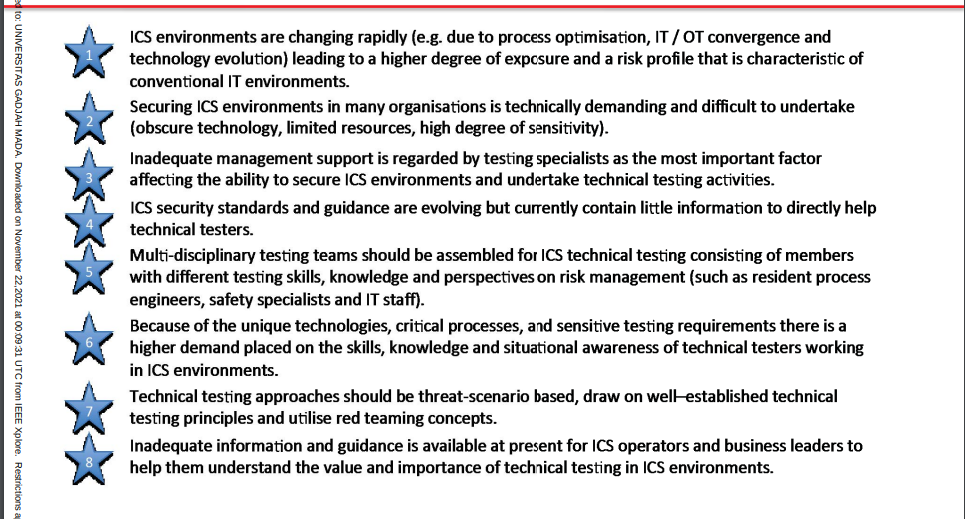 ed to: UNIVERSITAS GADJAH MADA. Downloaded on November 22,2021 at 00:09:31 UTC from IEEE Xplore. Restrictions a
1
ICS environments are changing rapidly (e.g. due to process optimisation, IT / OT convergence and
technology evolution) leading to a higher degree of exposure and a risk profile that is characteristic of
conventional IT environments.
2
Securing ICS environments in many organisations is technically demanding and difficult to undertake
(obscure technology, limited resources, high degree of sensitivity).
3
Inadequate management support is regarded by testing specialists as the most important factor
affecting the ability to secure ICS environments and undertake technical testing activities.
4
ICS security standards and guidance are evolving but currently contain little information to directly help
technical testers.
5
Multi-disciplinary testing teams should be assembled for ICS technical testing consisting of members
with different testing skills, knowledge and perspectives on risk management (such as resident process
engineers, safety specialists and IT staff).
6
Because of the unique technologies, critical processes, and sensitive testing requirements there is a
higher demand placed on the skills, knowledge and situational awareness of technical testers working
in ICS environments.
7
Technical testing approaches should be threat-scenario based, draw on well–established technical
testing principles and utilise red teaming concepts.
8
Inadequate information and guidance is available at present for ICS operators and business leaders to
help them understand the value and importance of technical testing in ICS environments.